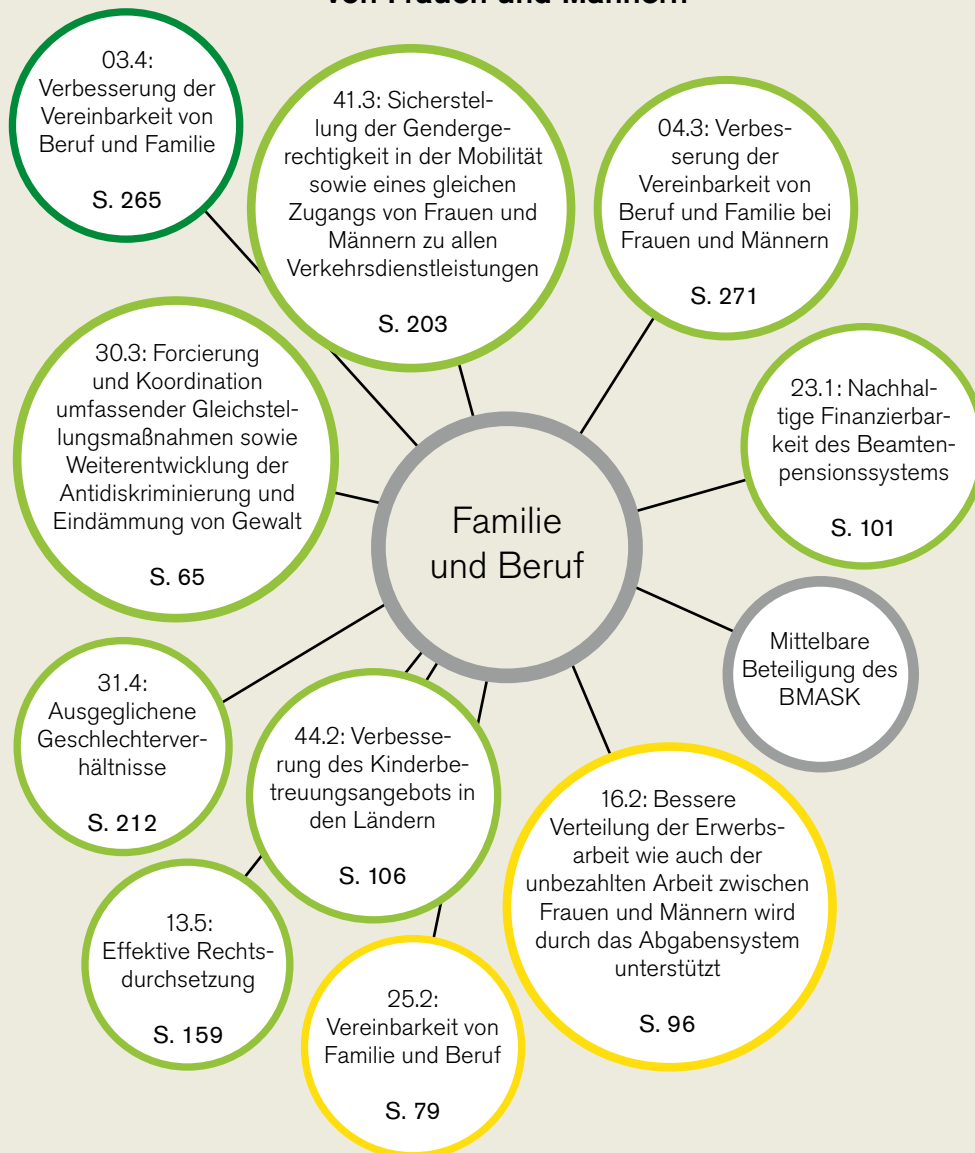 von Frauen und Männern
03.4:
Verbesserung der
Vereinbarkeit von
Beruf und Familie
S. 265
41.3: Sicherstel-
lung der Genderge-
rechtigkeit in der Mobilität
sowie eines gleichen
Zugangs von Frauen und
Männern zu allen
Verkehrsdienstleistungen
S. 203
04.3: Verbes-
serung der
Vereinbarkeit von
Beruf und Familie bei
Frauen und Männern
S. 271
30.3: Forcierung
und Koordination
umfassender Gleichstel-
lungsmaßnahmen sowie
Weiterentwicklung der
Antidiskriminierung und
Eindämmung von Gewalt
S. 65
23.1: Nachhal-
tige Finanzierbar-
keit des Beamten-
pensionssystems
S. 101
Familie
und Beruf
Mittelbare
Beteiligung des
BMASK
31.4:
Ausgeglichene
Geschlechterver-
hältnisse
S. 212
44.2: Verbesse-
rung des Kinderbe-
treuungsangebots in
den Ländern
S. 106
16.2: Bessere
Verteilung der Erwerbs-
arbeit wie auch der
unbezahlten Arbeit zwischen
Frauen und Männern wird
durch das Abgabensystem
unterstützt
S. 96
13.5:
Effektive Rechts-
durchsetzung
S. 159
25.2:
Vereinbarkeit von
Familie und Beruf
S. 79